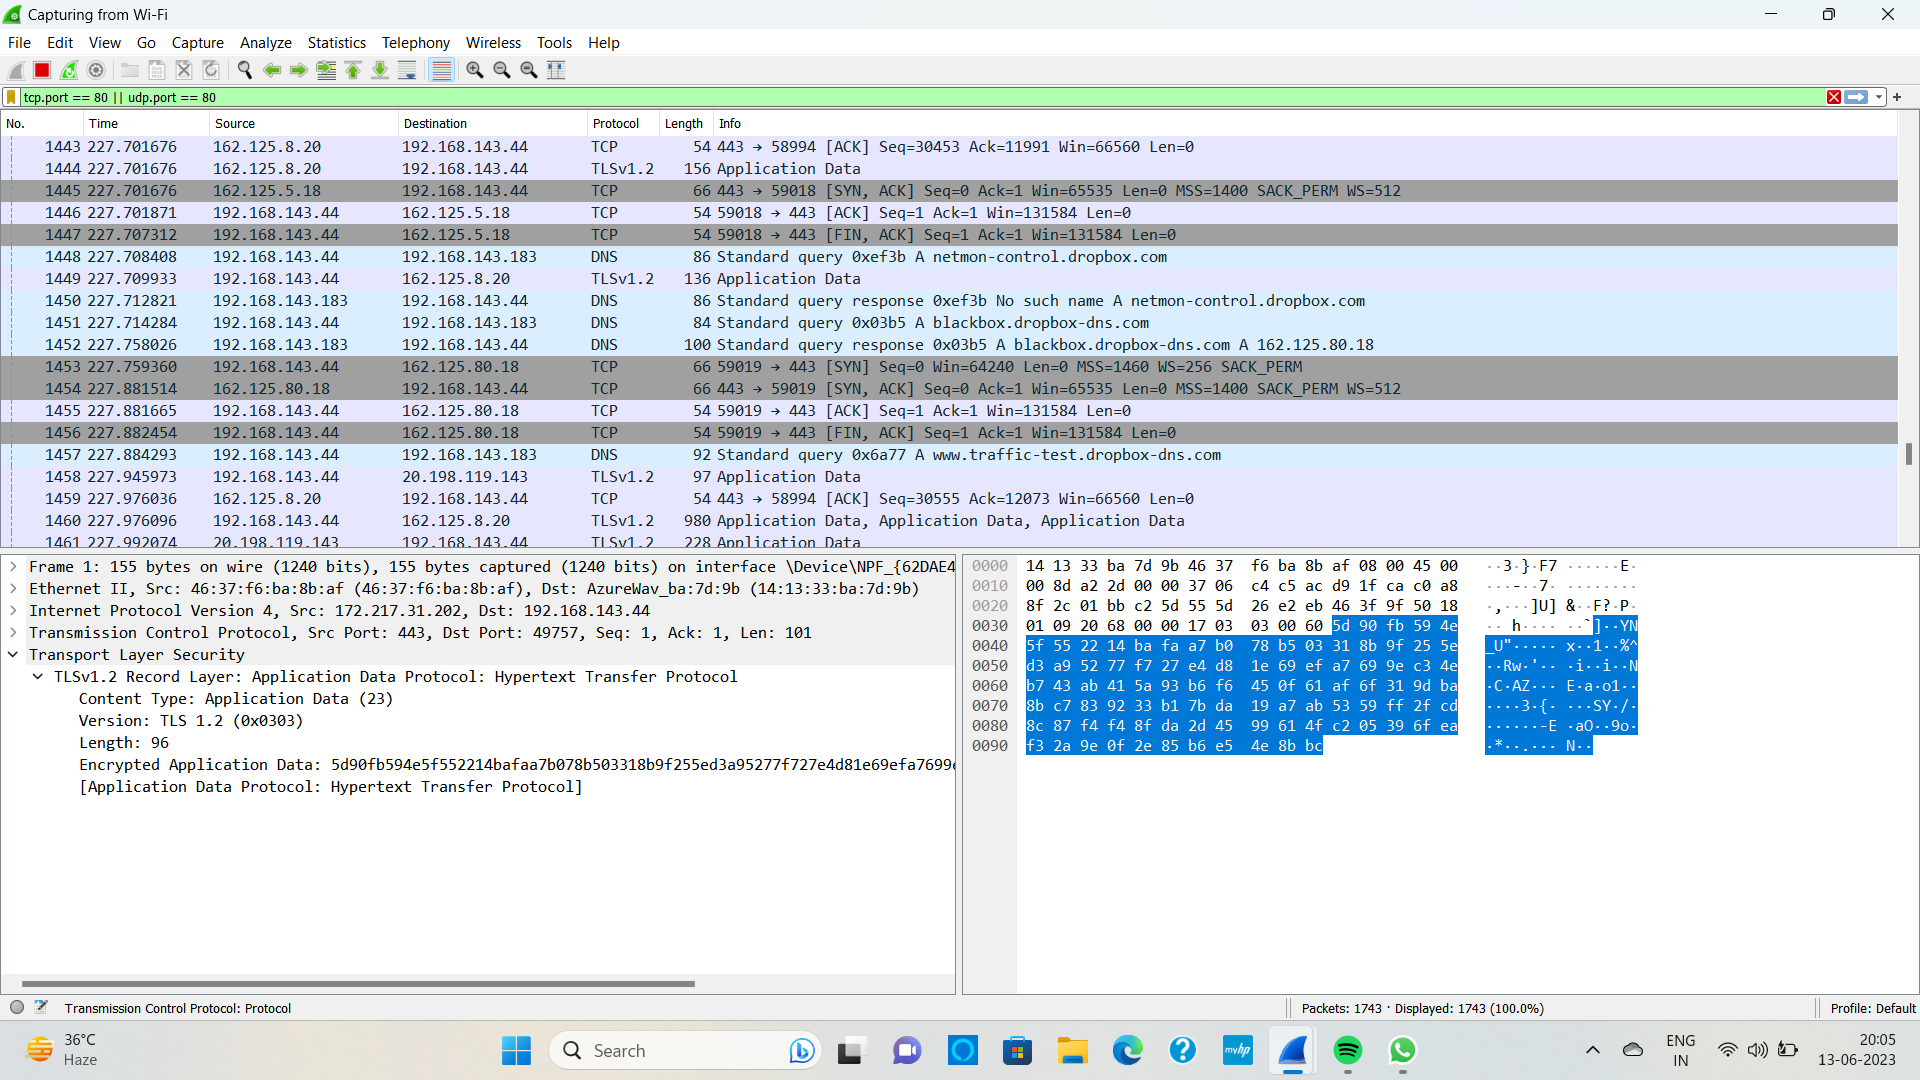 Capturing from Wi-Fi
File Edit View Go Capture Analyze Statistics Telephony Wireless Tools Help
tcp.port == 80 || udp.port == 80
No. Time Source Destination Protocol Length Info
1443 227.701676 162.125.8.20 192.168.143.44 TCP 54 443 → 58994 [ACK] Seq=30453 Ack=11991 Win=66560 Len=0
1444 227.701676 162.125.8.20 192.168.143.44 TLSv1.2 156 Application Data
1445 227.701676 162.125.5.18 192.168.143.44 TCP 66 443 → 59018 [SYN, ACK] Seq=0 Ack=1 Win=65535 Len=0 MSS=1400 SACK_PERM WS=512
1446 227.701871 192.168.143.44 162.125.5.18 TCP 54 59018 → 443 [ACK] Seq=1 Ack=1 Win=131584 Len=0
1447 227.707312 192.168.143.44 162.125.5.18 TCP 54 59018 → 443 [FIN, ACK] Seq=1 Ack=1 Win=131584 Len=0
1448 227.708408 192.168.143.44 192.168.143.183 DNS 86 Standard query 0xef3b A netmon-control.dropbox.com
1449 227.709933 192.168.143.44 162.125.8.20 TLSv1.2 136 Application Data
1450 227.712821 192.168.143.183 192.168.143.44 DNS 86 Standard query response 0xef3b No such name A netmon-control.dropbox.com
1451 227.714284 192.168.143.44 192.168.143.183 DNS 84 Standard query 0x03b5 A blackbox.dropbox-dns.com
1452 227.758026 192.168.143.183 192.168.143.44 DNS 100 Standard query response 0x03b5 A blackbox.dropbox-dns.com A 162.125.80.18
1453 227.759360 192.168.143.44 162.125.80.18 TCP 66 59019 → 443 [SYN] Seq=0 Win=64240 Len=0 MSS=1460 WS=256 SACK_PERM
1454 227.881514 162.125.80.18 192.168.143.44 TCP 66 443 → 59019 [SYN, ACK] Seq=0 Ack=1 Win=65535 Len=0 MSS=1400 SACK_PERM WS=512
1455 227.881665 192.168.143.44 162.125.80.18 TCP 54 59019 → 443 [ACK] Seq=1 Ack=1 Win=131584 Len=0
1456 227.882454 192.168.143.44 162.125.80.18 TCP 54 59019 → 443 [FIN, ACK] Seq=1 Ack=1 Win=131584 Len=0
1457 227.884293 192.168.143.44 192.168.143.183 DNS 92 Standard query 0x6a77 A www.traffic-test.dropbox-dns.com
1458 227.945973 192.168.143.44 20.198.119.143 TLSv1.2 97 Application Data
1459 227.976036 162.125.8.20 192.168.143.44 TCP 54 443 → 58994 [ACK] Seq=30555 Ack=12073 Win=66560 Len=0
1460 227.976096 192.168.143.44 162.125.8.20 TLSv1.2 980 Application Data, Application Data, Application Data
1461 227.992074 20.198.119.143 192.168.143.44 TLSv1.2 228 Application Data
Frame 1: 155 bytes on wire (1240 bits), 155 bytes captured (1240 bits) on interface \Device\NPF_{62DAE4
Ethernet II, Src: 46:37:f6:ba:8b:af (46:37:f6:ba:8b:af), Dst: AzureWav_ba:7d:9b (14:13:33:ba:7d:9b)
Internet Protocol Version 4, Src: 172.217.31.202, Dst: 192.168.143.44
Transmission Control Protocol, Src Port: 443, Dst Port: 49757, Seq: 1, Ack: 1, Len: 101
Transport Layer Security
TLSv1.2 Record Layer: Application Data Protocol: Hypertext Transfer Protocol
Content Type: Application Data (23)
Version: TLS 1.2 (0x0303)
Length: 96
Encrypted Application Data: 5d90fb594e5f552214bafaa7b078b503318b9f255ed3a95277f727e4d81e69efa7699e
[Application Data Protocol: Hypertext Transfer Protocol]
0000 14 13 33 ba 7d 9b 46 37 f6 ba 8b af 08 00 45 00 ··3·}·F7 ······E·
0010 00 8d a2 2d 00 00 37 06 c4 c5 ac d9 1f ca c0 a8 ···-··7· ········
0020 8f 2c 01 bb c2 5d 55 5d 26 e2 eb 46 3f 9f 50 18 ·,···]U] &··F?·P·
0030 01 09 20 68 00 00 17 03 03 00 60 5d 90 fb 59 4e ·· h···· ··`]··YN
0040 5f 55 22 14 ba fa a7 b0 78 b5 03 31 8b 9f 25 5e _U"····· x··1··%^
0050 d3 a9 52 77 f7 27 e4 d8 1e 69 ef a7 69 9e c3 4e ··Rw·'·· ·i··i··N
0060 b7 43 ab 41 5a 93 b6 f6 45 0f 61 af 6f 31 9d ba ·C·AZ··· E·a·o1··
0070 8b c7 83 92 33 b1 7b da 19 a7 ab 53 59 ff 2f cd ····3·{· ···SY·/·
0080 8c 87 f4 f4 8f da 2d 45 99 61 4f c2 05 39 6f ea ······-E ·aO··9o·
0090 f3 2a 9e 0f 2e 85 b6 e5 4e 8b bc ·*··.··· N··
Transmission Control Protocol: Protocol
Packets: 1743 · Displayed: 1743 (100.0%)
Profile: Default
36°C
Haze
Search
myhp
ENG
IN
20:05
13-06-2023